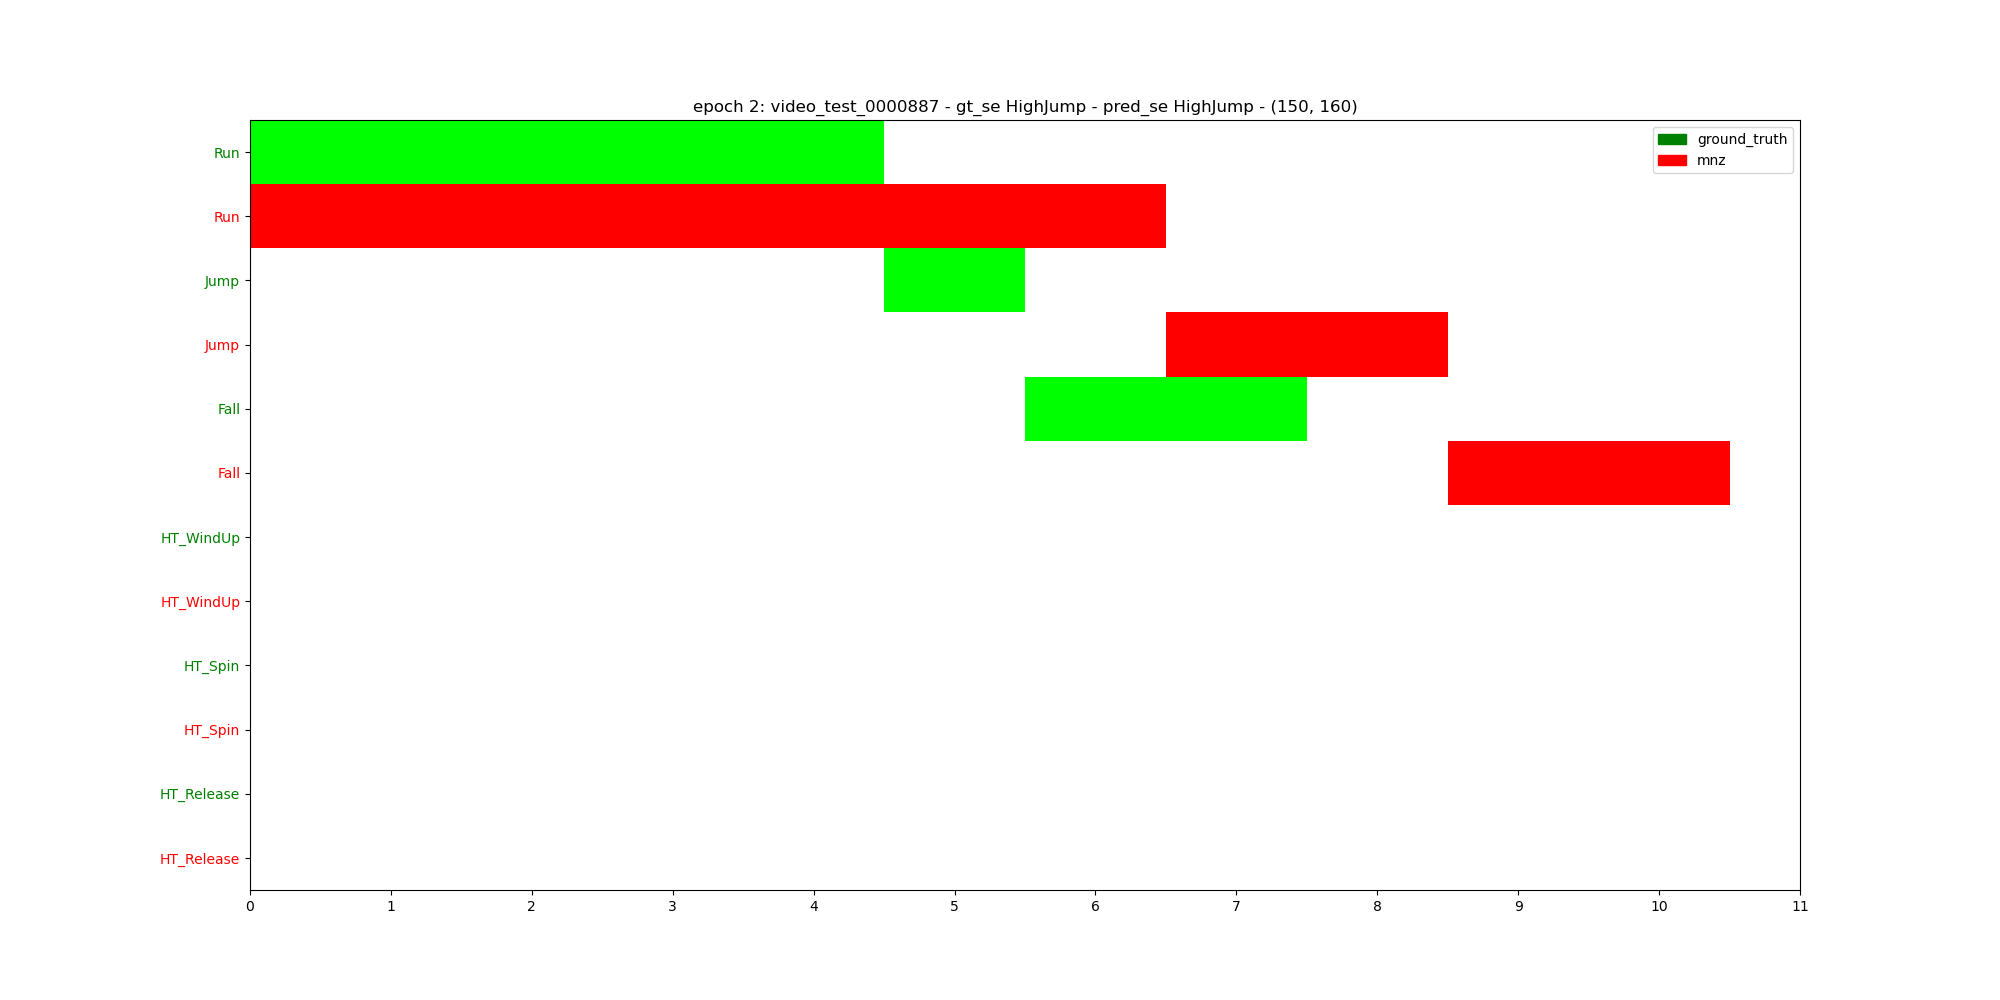 epoch 2: video_test_0000887 - gt_se HighJump - pred_se HighJump - (150, 160)
ground_truth
mnz
Run
Run
Jump
Jump
Fall
Fall
HT_WindUp
HT_WindUp
HT_Spin
HT_Spin
HT_Release
HT_Release
0 1 2 3 4 5 6 7 8 9 10 11